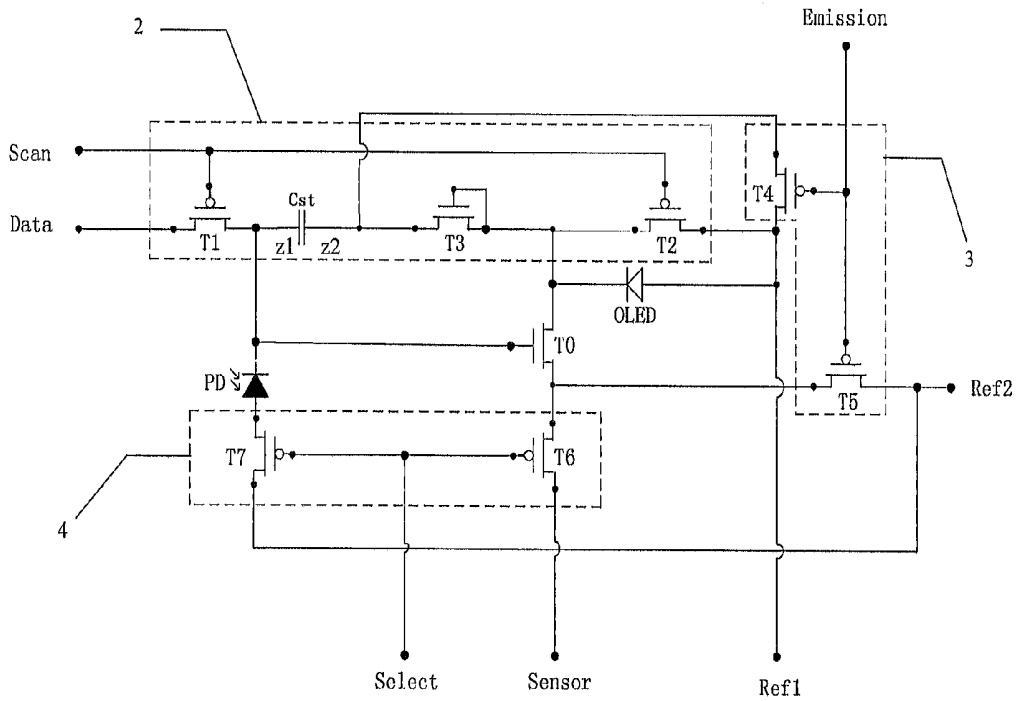 Emission
2
Scan
T4
Cst
Data
T1
z1
z2
T3
T2
3
OLED
T0
PD
T5
Ref2
T7
T6
4
Select
Sensor
Ref1